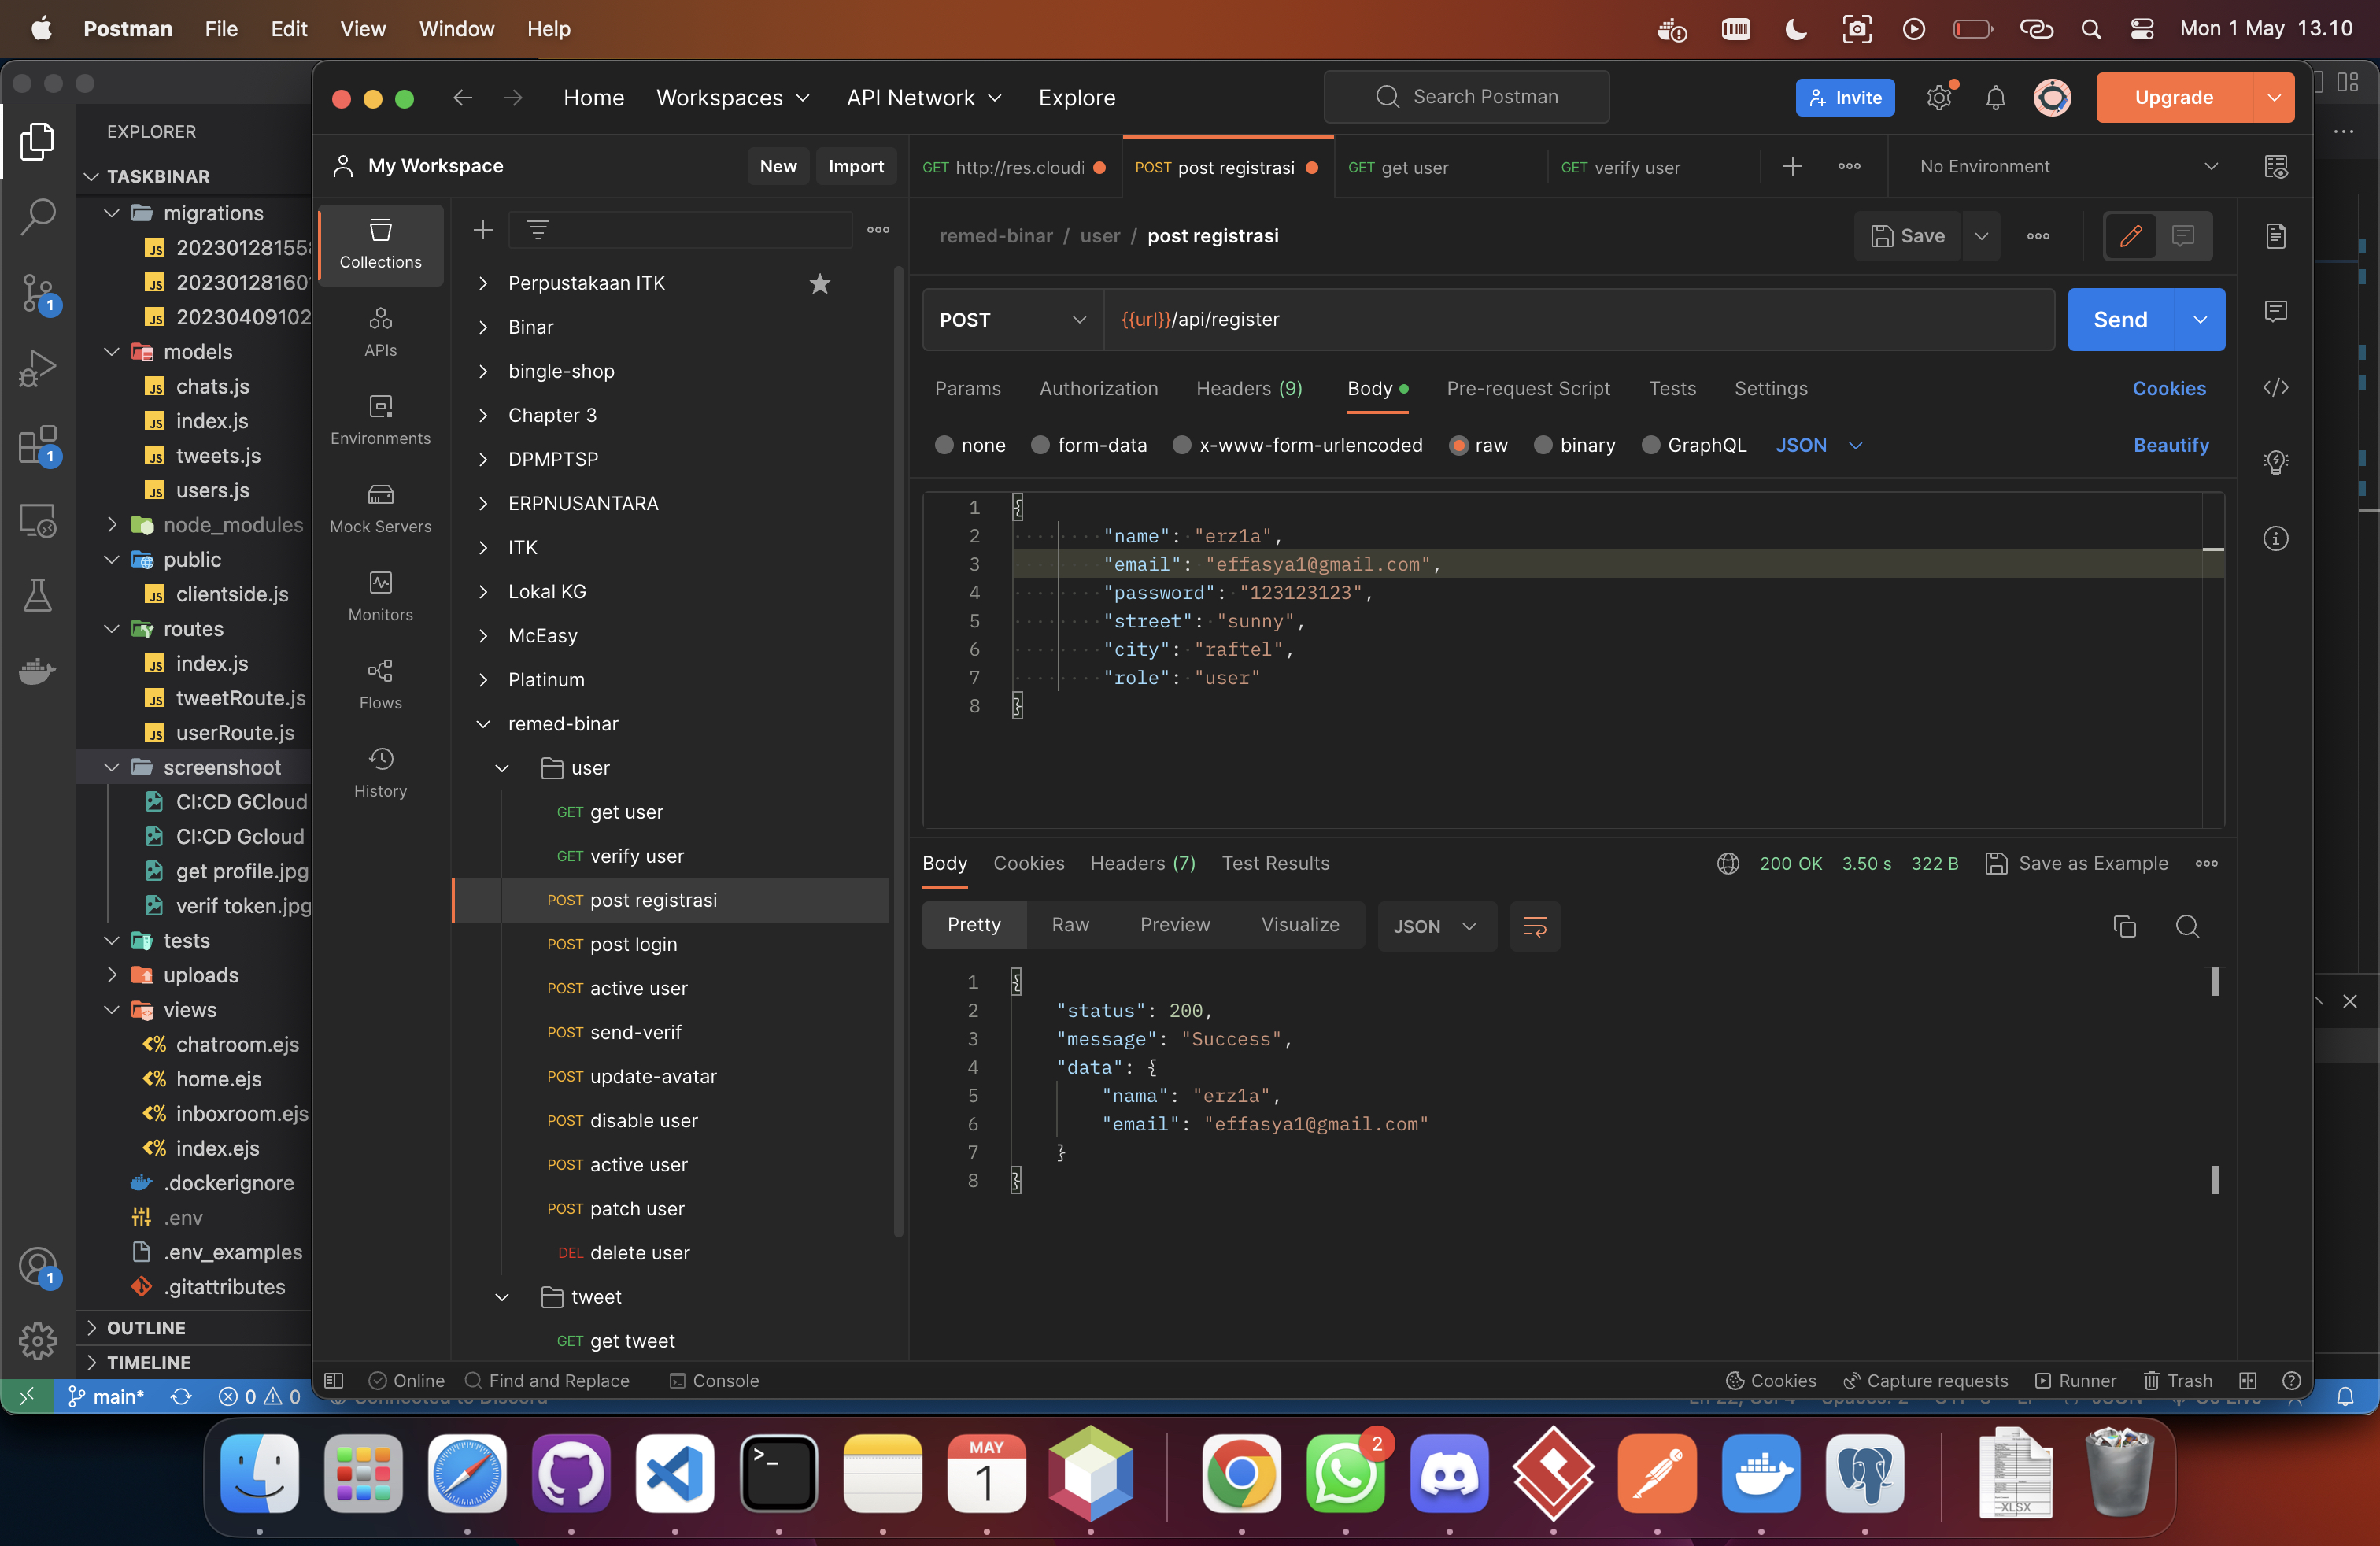 Postman File Edit View Window Help
Mon 1 May 13.10
Home Workspaces API Network Explore
Search Postman
Invite
Upgrade
EXPLORER
TASKBINAR
migrations
2023012815
2023012816
20230409102
models
chats.js
index.js
tweets.js
users.js
node_modules
public
clientside.js
routes
index.js
tweetRoute.js
userRoute.js
screenshoot
CI:CD GCloud
CI:CD Gcloud
get profile.jpg
verif token.jpg
tests
uploads
views
chatroom.ejs
home.ejs
inboxroom.ejs
index.ejs
.dockerignore
.env
.env_examples
.gitattributes
OUTLINE
TIMELINE
1
1
1
main*
0 0
My Workspace
New Import
Collections
APIs
Environments
Mock Servers
Monitors
Flows
History
Perpustakaan ITK
Binar
bingle-shop
Chapter 3
DPMPTSP
ERPNUSANTARA
ITK
Lokal KG
McEasy
Platinum
remed-binar
user
GET get user
GET verify user
POST post registrasi
POST post login
POST active user
POST send-verif
POST update-avatar
POST disable user
POST active user
POST patch user
DEL delete user
tweet
GET get tweet
GET http://res.cloudi
POST post registrasi
GET get user
GET verify user
No Environment
remed-binar / user / post registrasi
Save
POST
{{url}}/api/register
Send
Params Authorization Headers (9) Body Pre-request Script Tests Settings
Cookies
none form-data x-www-form-urlencoded raw binary GraphQL JSON
Beautify
1 {
2 "name": "erz1a",
3 "email": "effasya1@gmail.com",
4 "password": "123123123",
5 "street": "sunny",
6 "city": "raftel",
7 "role": "user"
8 }
Body Cookies Headers (7) Test Results
200 OK 3.50 s 322 B Save as Example
Pretty Raw Preview Visualize JSON
1 {
2 "status": 200,
3 "message": "Success",
4 "data": {
5 "nama": "erz1a",
6 "email": "effasya1@gmail.com"
7 }
8 }
Online Find and Replace Console
Cookies Capture requests Runner Trash
MAY
1
2
XLSX